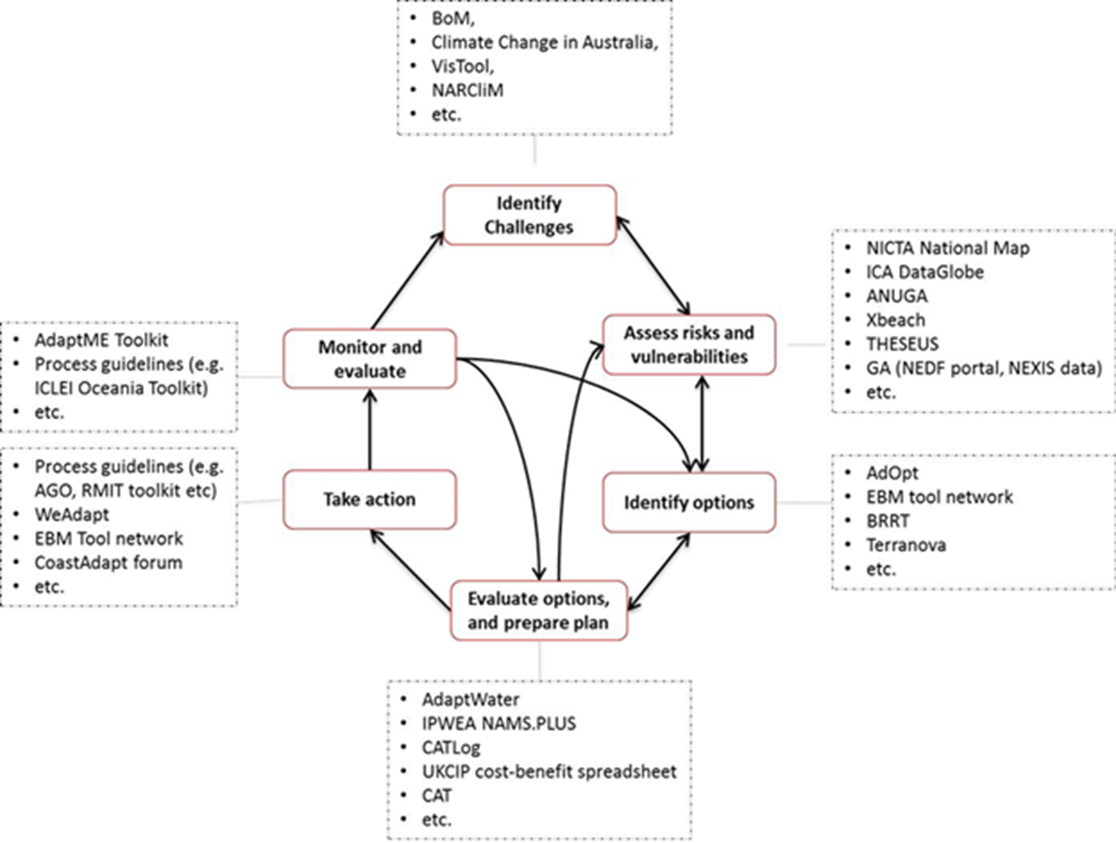 • BoM,
• Climate Change in Australia,
• VisTool,
• NARCliM
• etc.
Identify
Challenges
• NICTA National Map
• ICA DataGlobe
• ANUGA
• Xbeach
• THESEUS
• GA (NEDF portal, NEXIS data)
• etc.
Assess risks and
vulnerabilities
Monitor and
evaluate
• AdaptME Toolkit
• Process guidelines (e.g.
ICLEI Oceania Toolkit)
• etc.
• Process guidelines (e.g.
AGO, RMIT toolkit etc)
• WeAdapt
• EBM Tool network
• CoastAdapt forum
• etc.
Take action
Identify options
• AdOpt
• EBM tool network
• BRRT
• Terranova
• etc.
Evaluate options,
and prepare plan
• AdaptWater
• IPWEA NAMS.PLUS
• CATLog
• UKCIP cost-benefit spreadsheet
• CAT
• etc.